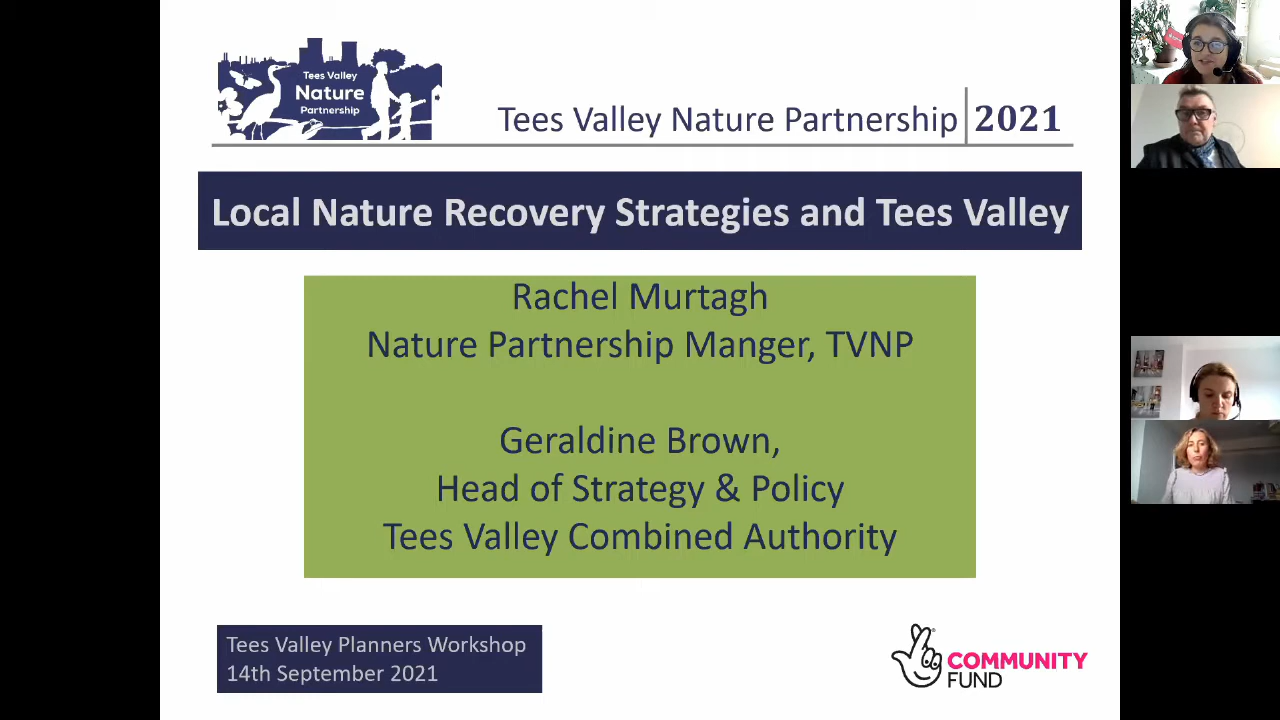 Tees Valley
Nature
Partnership
Tees Valley Nature Partnership 2021
Local Nature Recovery Strategies and Tees Valley
Rachel Murtagh
Nature Partnership Manger, TVNP
Geraldine Brown,
Head of Strategy & Policy
Tees Valley Combined Authority
Tees Valley Planners Workshop
14th September 2021
COMMUNITY
FUND